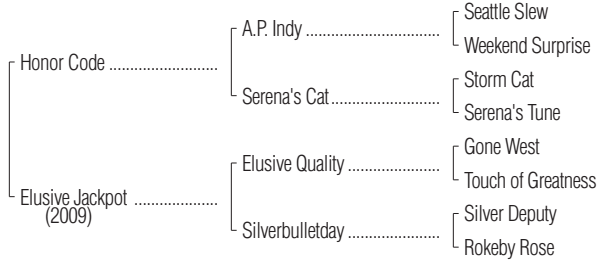 Seattle Slew
A.P. Indy ..............................
Weekend Surprise
Honor Code .........................
Storm Cat
Serena's Cat........................
Serena's Tune
Gone West
Elusive Quality .....................
Touch of Greatness
Elusive Jackpot ...................
(2009)
Silver Deputy
Silverbulletday .....................
Rokeby Rose